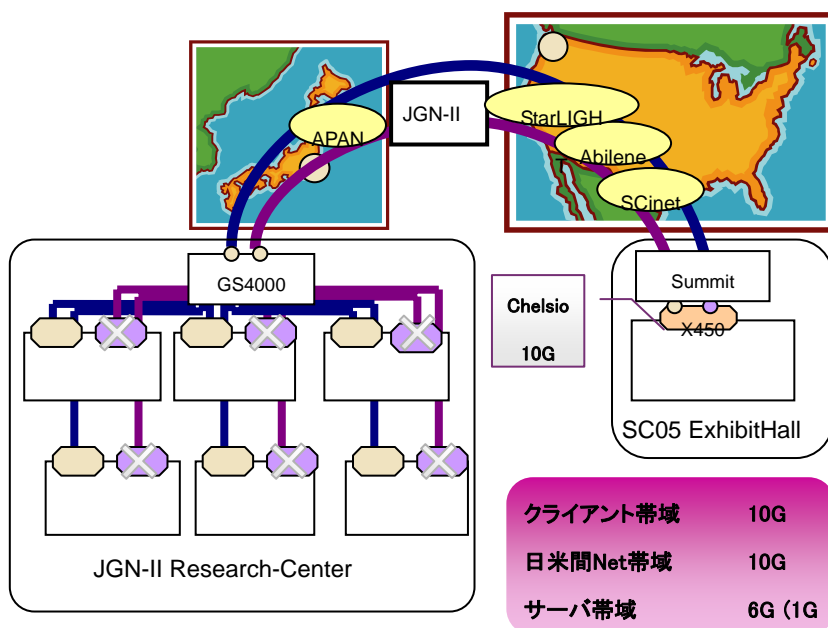 JGN-II
APAN
StarLIGH
Abilene
SCinet
T
GS4000
Summit
X450
Chelsio
10G
SC05 ExhibitHall
JGN-II Research-Center
クライアント帯域 10G
日米間Net帯域 10G
サーバ帯域 6G (1G